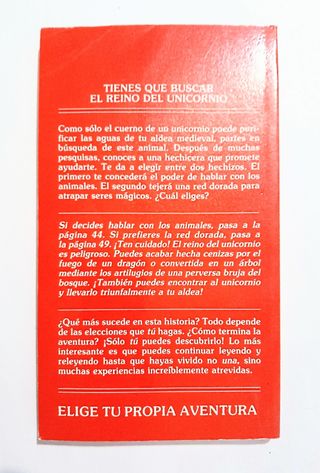 TIENES QUE BUSCAR
EL REINO DEL UNICORNIO
Como sólo el cuerno de un unicornio puede puri-
ficar las aguas de tu aldea medieval, partes en
búsqueda de este animal. Después de muchas
pesquisas, conoces a una hechicera que promete
ayudarte. Te da a elegir entre dos hechizos. El
primero te concederá el poder de hablar con los
animales. El segundo tejerá una red dorada para
atrapar seres mágicos. ¿Cuál eliges?
Si decides hablar con los animales, pasa a la
página 44. Si prefieres la red dorada, pasa a
la página 49. ¡Ten cuidado! El reino del unicornio
es peligroso. Puedes acabar hecha cenizas por el
fuego de un dragón o convertida en un árbol
mediante los artilugios de una perversa bruja del
bosque. ¡También puedes encontrar al unicornio
y llevarlo triunfalmente a tu aldea!
¿Qué más sucede en esta historia? Todo depende
de las elecciones que tú hagas. ¿Cómo termina la
aventura? ¡Sólo tú puedes descubrirlo! Lo más
interesante es que puedes continuar leyendo y
releyendo hasta que hayas vivido no una, sino
muchas experiencias increíblemente atrevidas.
ELIGE TU PROPIA AVENTURA